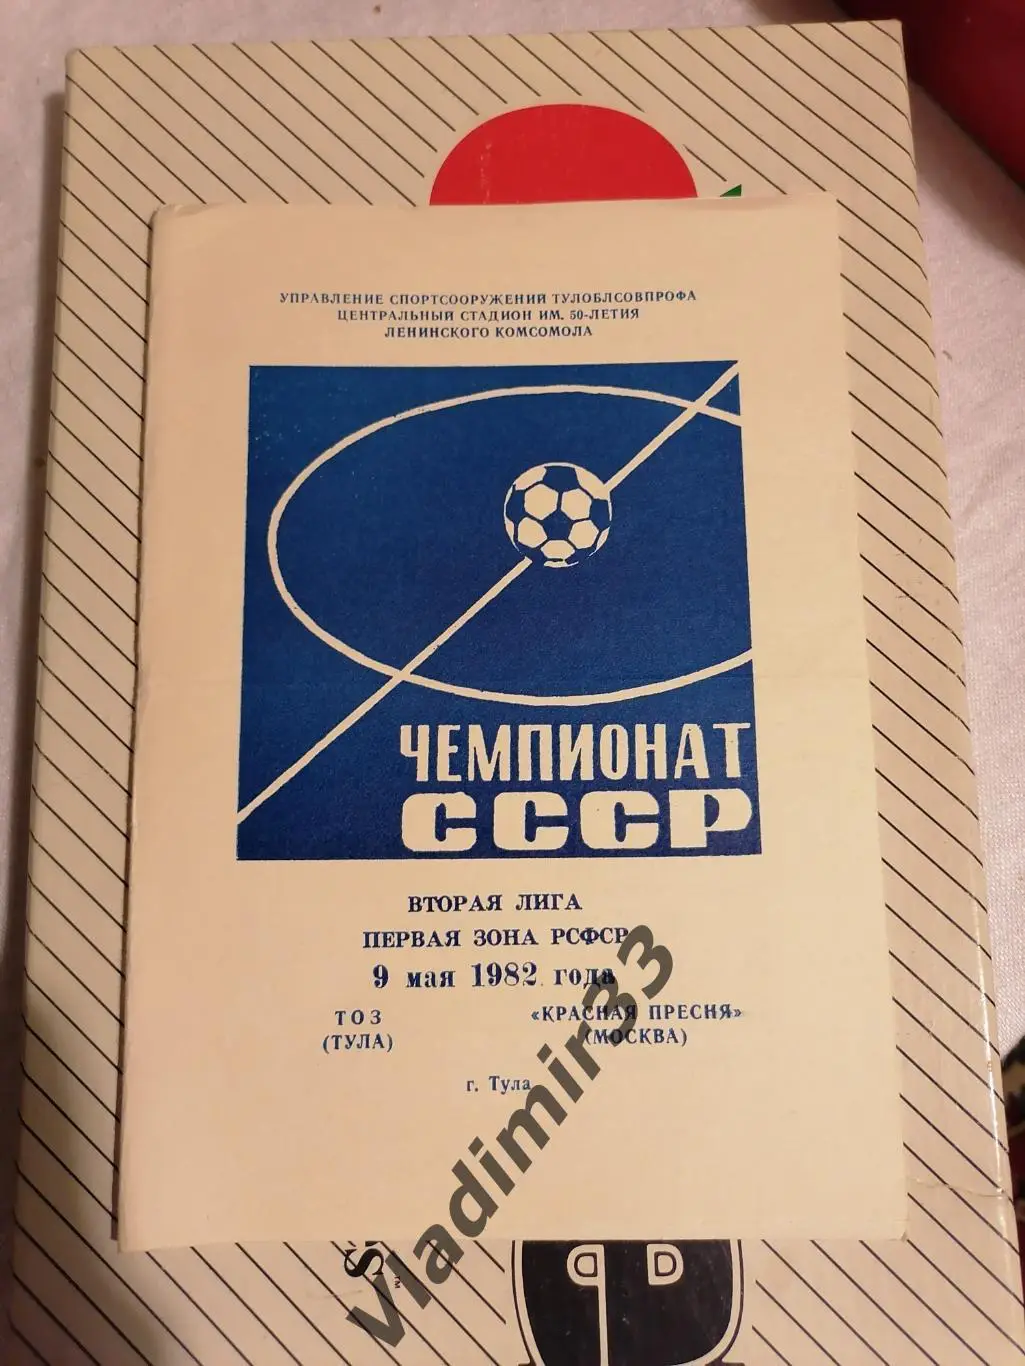 УПРАВЛЕНИЕ СПОРТСООРУЖЕНИЙ ТУЛОБЛСОВПРОФА
ЦЕНТРАЛЬНЫЙ СТАДИОН ИМ. 50-ЛЕТИЯ
ЛЕНИНСКОГО КОМСОМОЛА
ЧЕМПИОНАТ
СССР
ВТОРАЯ ЛИГА
ПЕРВАЯ ЗОНА РСФСР
9 мая 1982 года
ТОЗ «КРАСНАЯ ПРЕСНЯ»
(ТУЛА) (МОСКВА)
г. Тула
vladimir33
S™